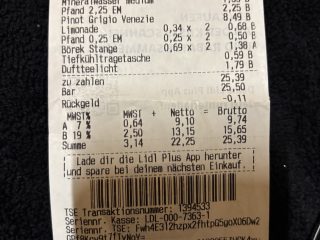 Mineralwasser Medium
Pfand 2,25 EM 2,25 B
Pinot Grigio Venezie 8,49 B
Limonade 0,34 x 2 0,68 B
Pfand 0,25 EM 0,25 x 2 0,50 B
Börek Stange 0,69 x 2 1,38 A
Tiefkühltragetasche 0,59 B
Duftteelicht 1,79 B
zu zahlen 25,39
Bar 25,50
Rückgeld -0,11
MWST% MWST + Netto = Brutto
A 7 % 0,64 9,10 9,74
B 19 % 2,50 13,15 15,65
Summe 3,14 22,25 25,39
Lade dir die Lidl Plus App herunter
und spare bei deinem nächsten Einkauf.
TSE Transaktionsnummer: 1394533
Seriennr. Kasse: LDL-000-7363-1